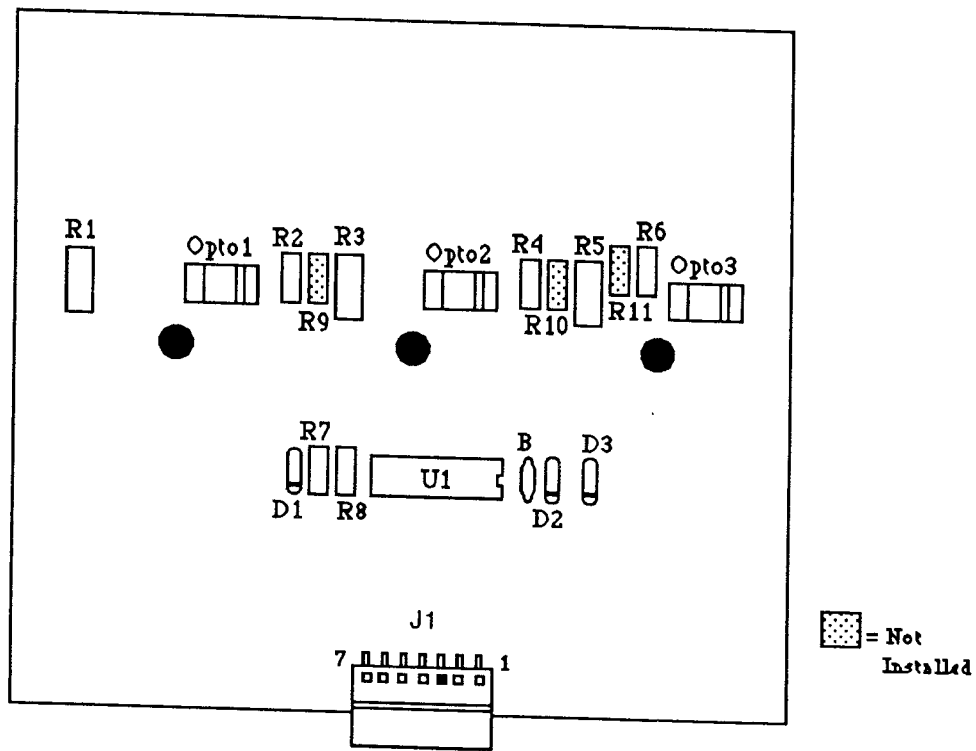 R1
Opto1
R2
R3
Opto2
R4
R5
R6
Opto3
R9
R10
R11
R7
B
D3
U1
D1
R8
D2
J1
7
1
= Not
Installed